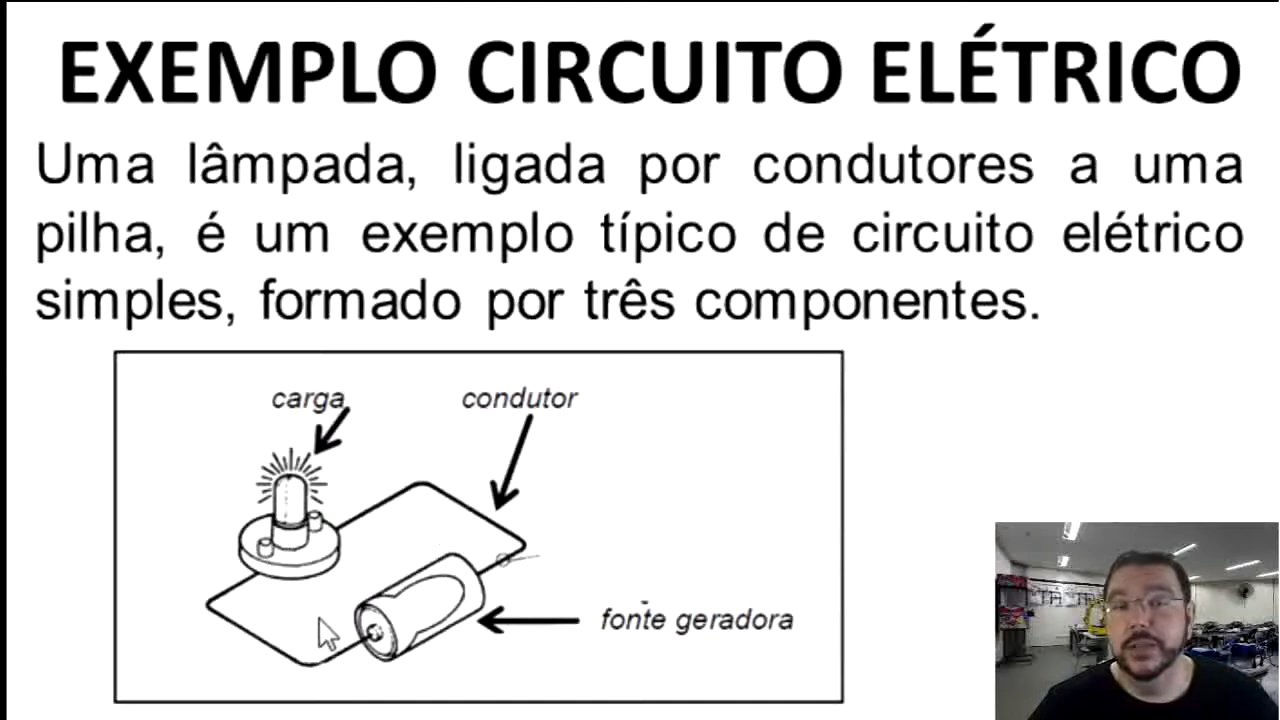 EXEMPLO CIRCUITO ELÉTRICO
Uma lâmpada, ligada por condutores a uma
pilha, é um exemplo típico de circuito elétrico
simples, formado por três componentes.
carga
condutor
fonte geradora